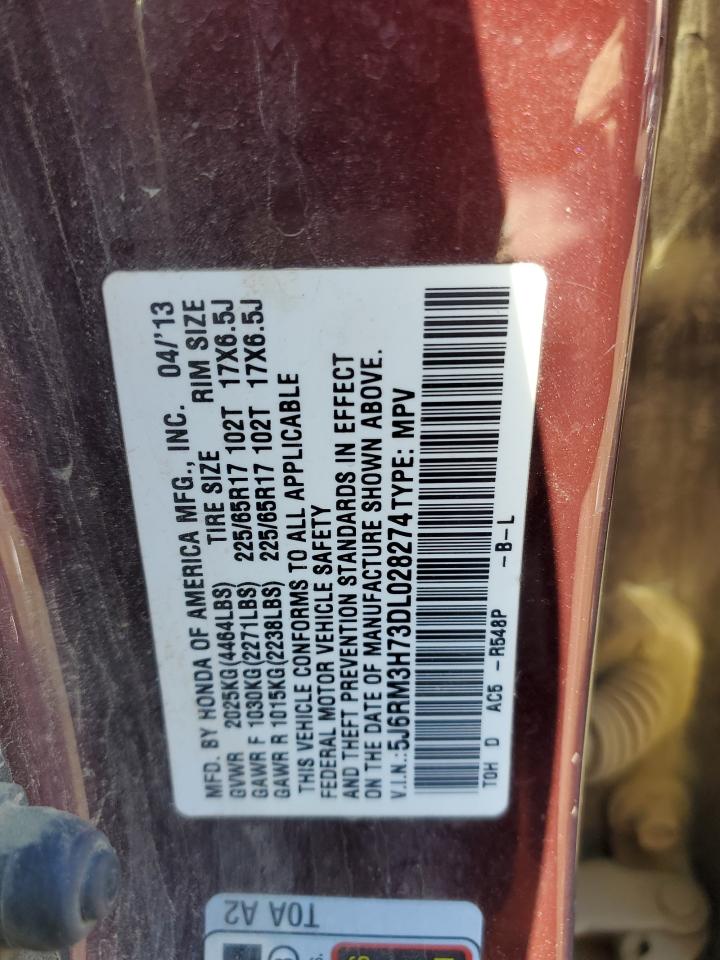 MFD. BY HONDA OF AMERICA MFG., INC. 04/'13
GVWR 2025KG(4464LBS) TIRE SIZE RIM SIZE
GAWR F 1030KG(2271LBS) 225/65R17 102T 17X6.5J
GAWR R 1015KG(2238LBS) 225/65R17 102T 17X6.5J
THIS VEHICLE CONFORMS TO ALL APPLICABLE
FEDERAL MOTOR VEHICLE SAFETY
AND THEFT PREVENTION STANDARDS IN EFFECT
ON THE DATE OF MANUFACTURE SHOWN ABOVE.
V.I.N.:5J6RM3H73DL028274 TYPE: MPV
TOH D AC5 -R548P -B-L
T0A A2